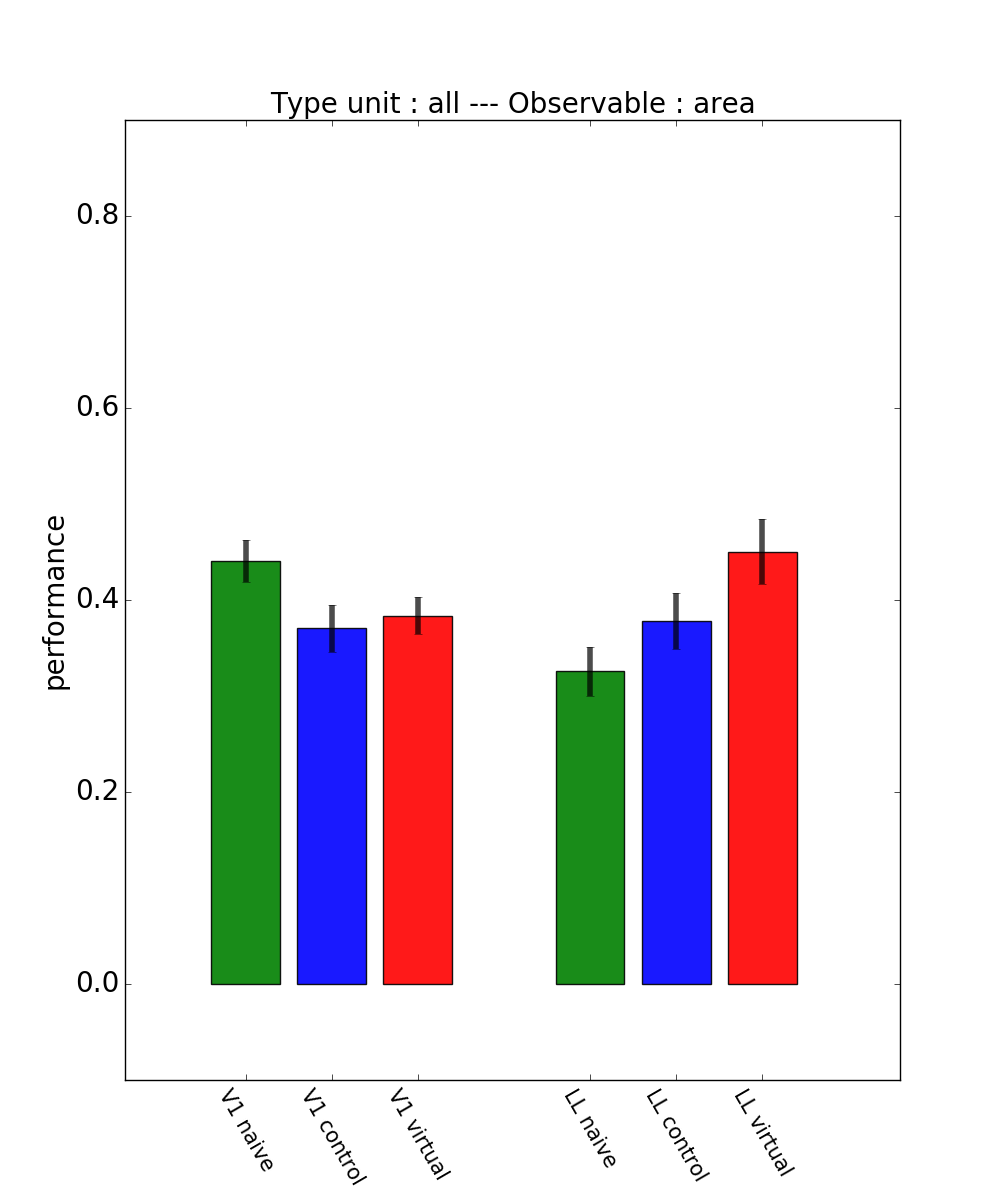 Type unit : all --- Observable : area
0.8
0.6
0.4
0.2
0.0
performance
V1 naive
V1 control
V1 virtual
LL naive
LL control
LL virtual